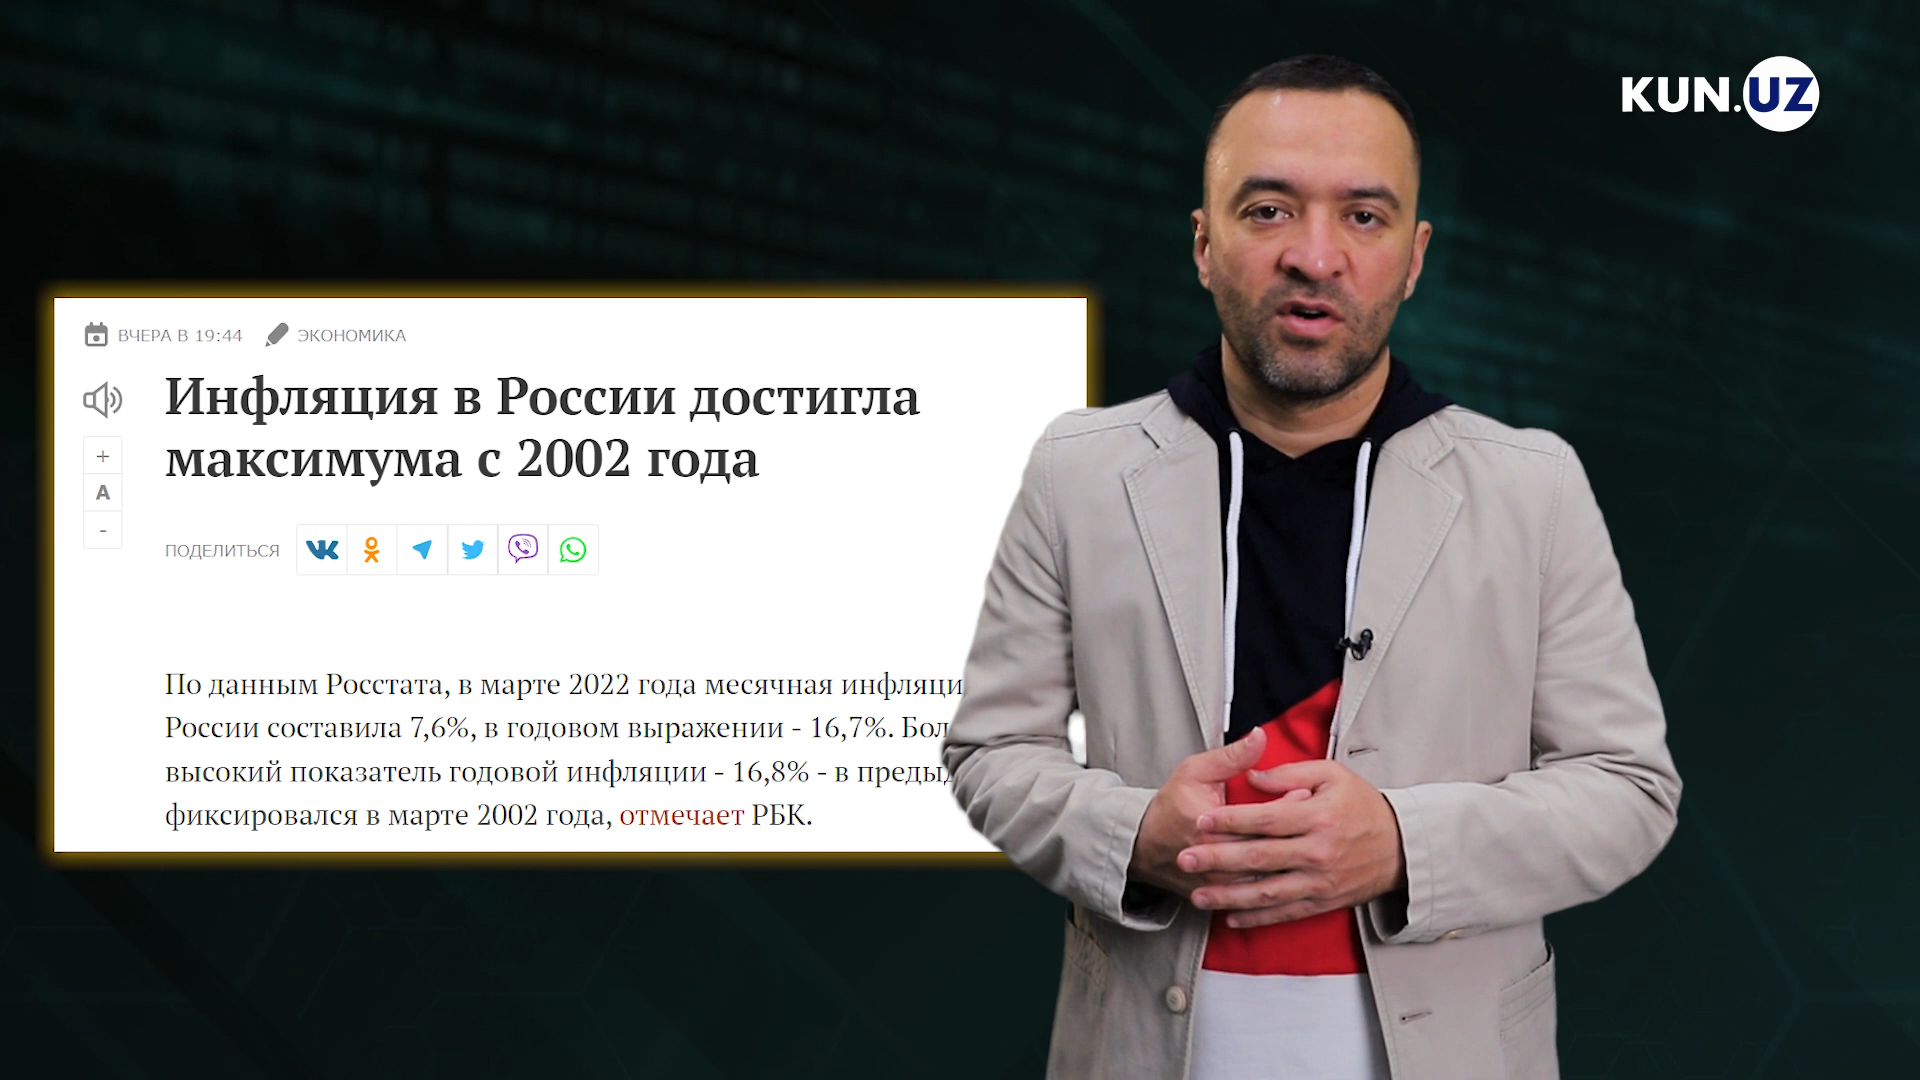 KUN.UZ
ВЧЕРА В 19:44 ЭКОНОМИКА
Инфляция в России достигла
максимума с 2002 года
+
A
-
ПОДЕЛИТЬСЯ
По данным Росстата, в марте 2022 года месячная инфляци
России составила 7,6%, в годовом выражении - 16,7%. Бол
высокий показатель годовой инфляции - 16,8% - в преды
фиксировался в марте 2002 года, отмечает РБК.